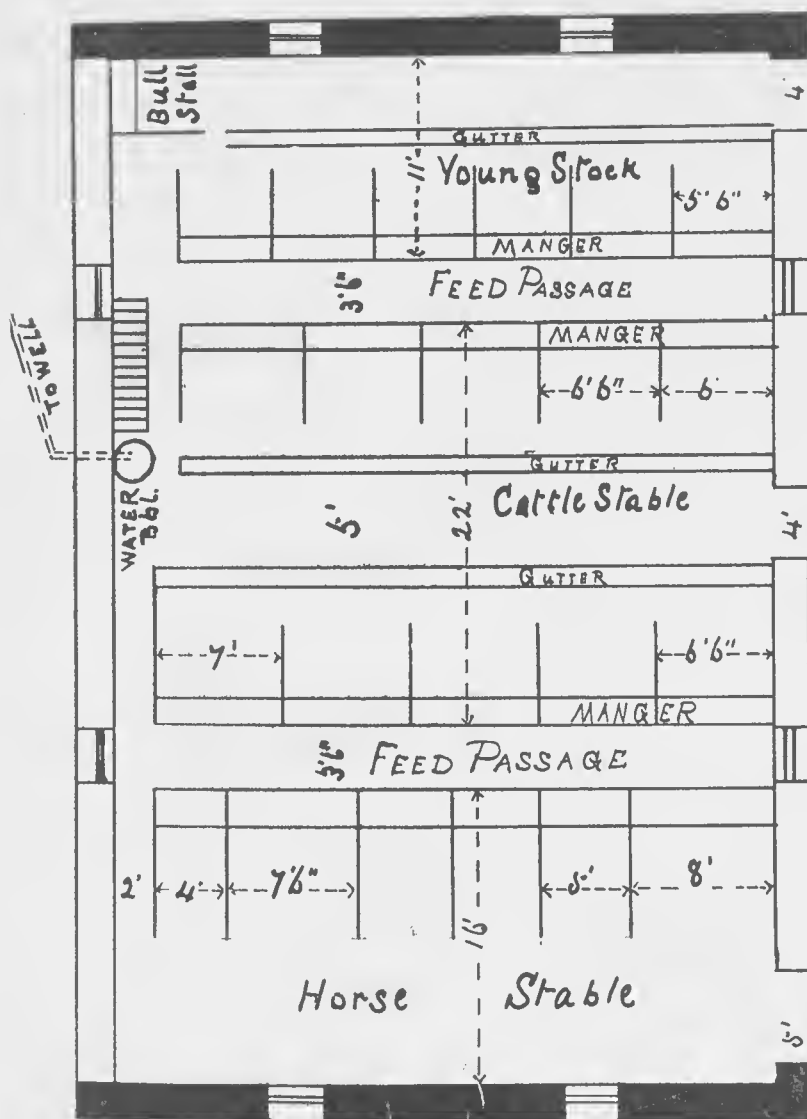 Bull
Stall
4'
GUTTER
11'
Young Stock
5'6"
MANGER
3'6"
FEED PASSAGE
MANGER
TO WELL
6'6"
6'
GUTTER
WATER
Bbl.
5'
22'
Cattle Stable
4'
GUTTER
7'
6'6"
MANGER
3'6"
FEED PASSAGE
2'
4'
7'6"
5'
8'
16'
Horse Stable
5'